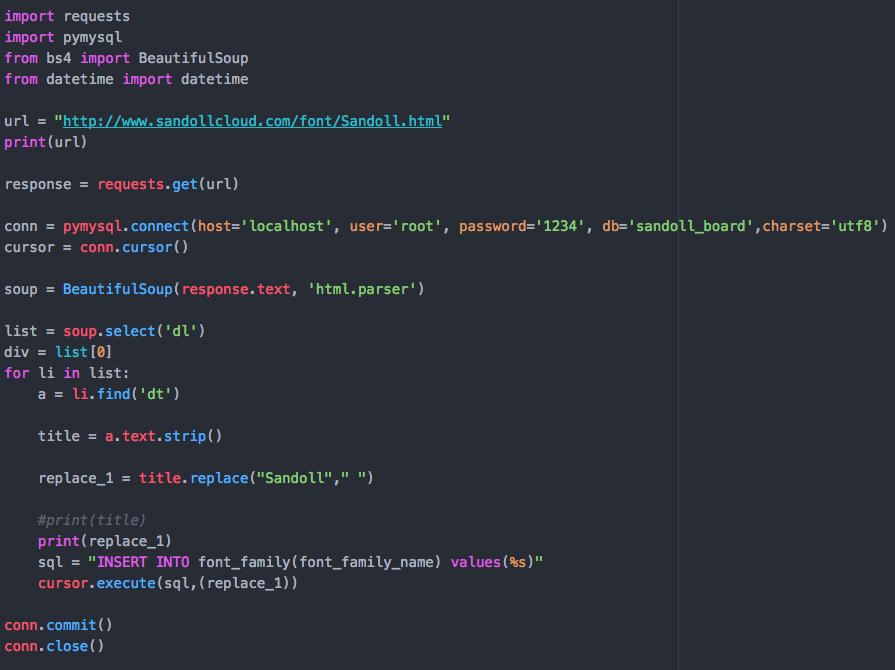 import requests
import pymysql
from bs4 import BeautifulSoup
from datetime import datetime
url = "http://www.sandollcloud.com/font/Sandoll.html"
print(url)
response = requests.get(url)
conn = pymysql.connect(host='localhost', user='root', password='1234', db='sandoll_board',charset='utf8')
cursor = conn.cursor()
soup = BeautifulSoup(response.text, 'html.parser')
list = soup.select('dl')
div = list[0]
for li in list:
    a = li.find('dt')
    title = a.text.strip()
    replace_1 = title.replace("Sandoll"," ")
    #print(title)
    print(replace_1)
    sql = "INSERT INTO font_family(font_family_name) values(%s)"
    cursor.execute(sql,(replace_1))
conn.commit()
conn.close()